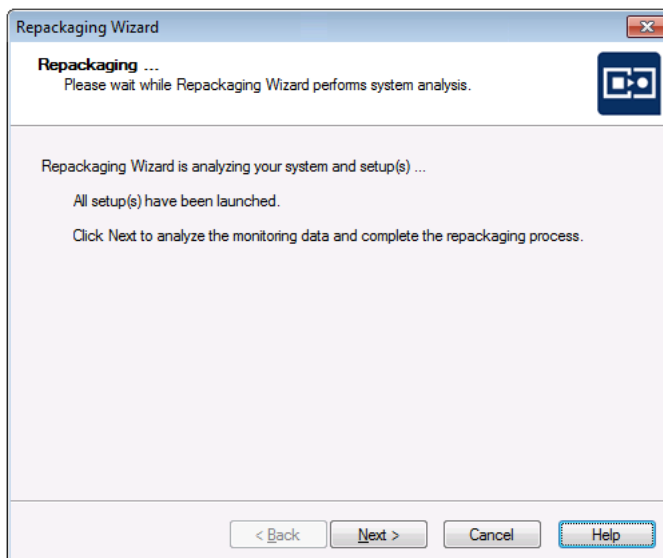 Repackaging Wizard
Repackaging ...
Please wait while Repackaging Wizard performs system analysis.
Repackaging Wizard is analyzing your system and setup(s) ...
All setup(s) have been launched.
Click Next to analyze the monitoring data and complete the repackaging process.
< Back Next > Cancel Help